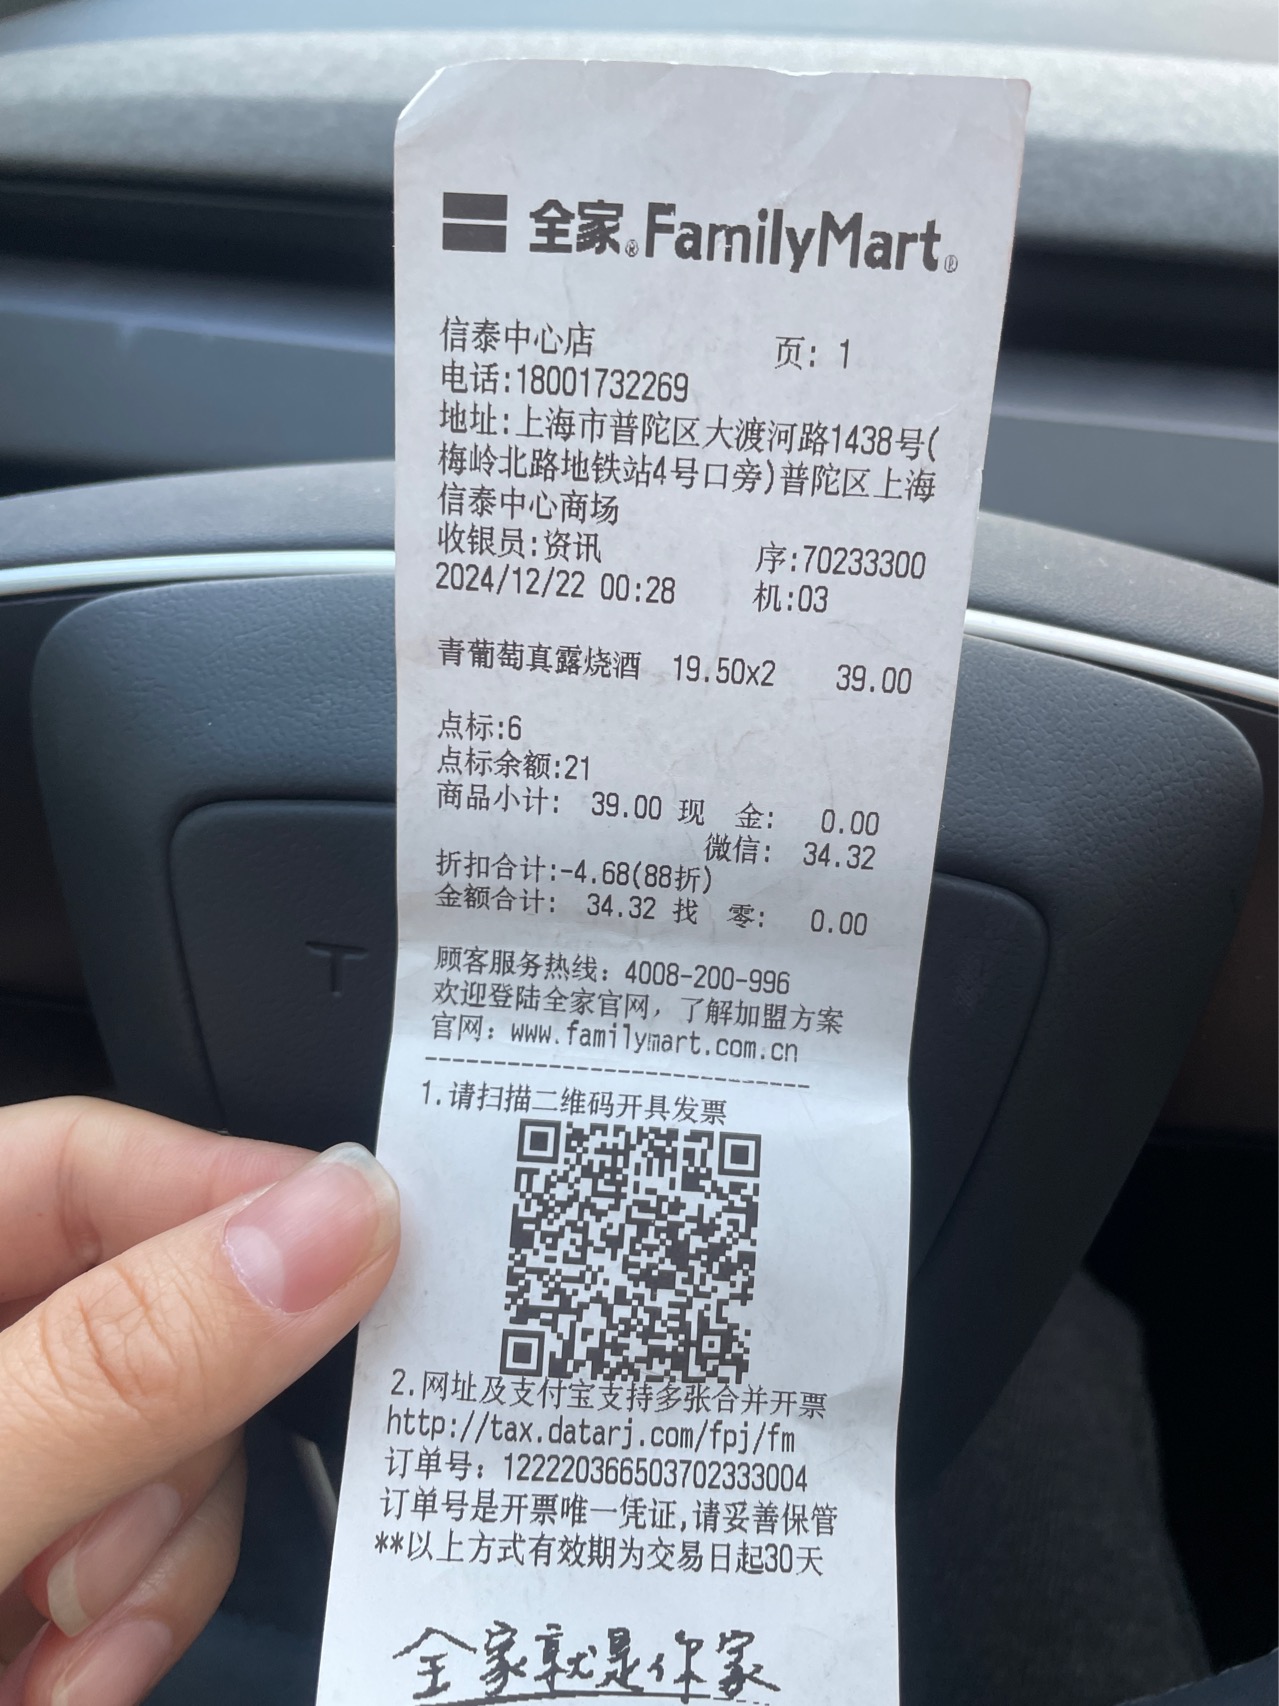 全家® FamilyMart®
信泰中心店 页: 1
电话:18001732269
地址:上海市普陀区大渡河路1438号(
梅岭北路地铁站4号口旁)普陀区上海
信泰中心商场
收银员:资讯 序:70233300
2024/12/22 00:28 机:03
青葡萄真露烧酒 19.50x2 39.00
点标:6
点标余额:21
商品小计: 39.00 现 金: 0.00
微信: 34.32
折扣合计:-4.68(88折)
金额合计: 34.32 找 零: 0.00
顾客服务热线: 4008-200-996
欢迎登陆全家官网, 了解加盟方案
官网: www.familymart.com.cn
1.请扫描二维码开具发票
2.网址及支付宝支持多张合并开票
http://tax.datarj.com/fpj/fm
订单号: 122220366503702333004
订单号是开票唯一凭证,请妥善保管
**以上方式有效期为交易日起30天
全家就是你家
T